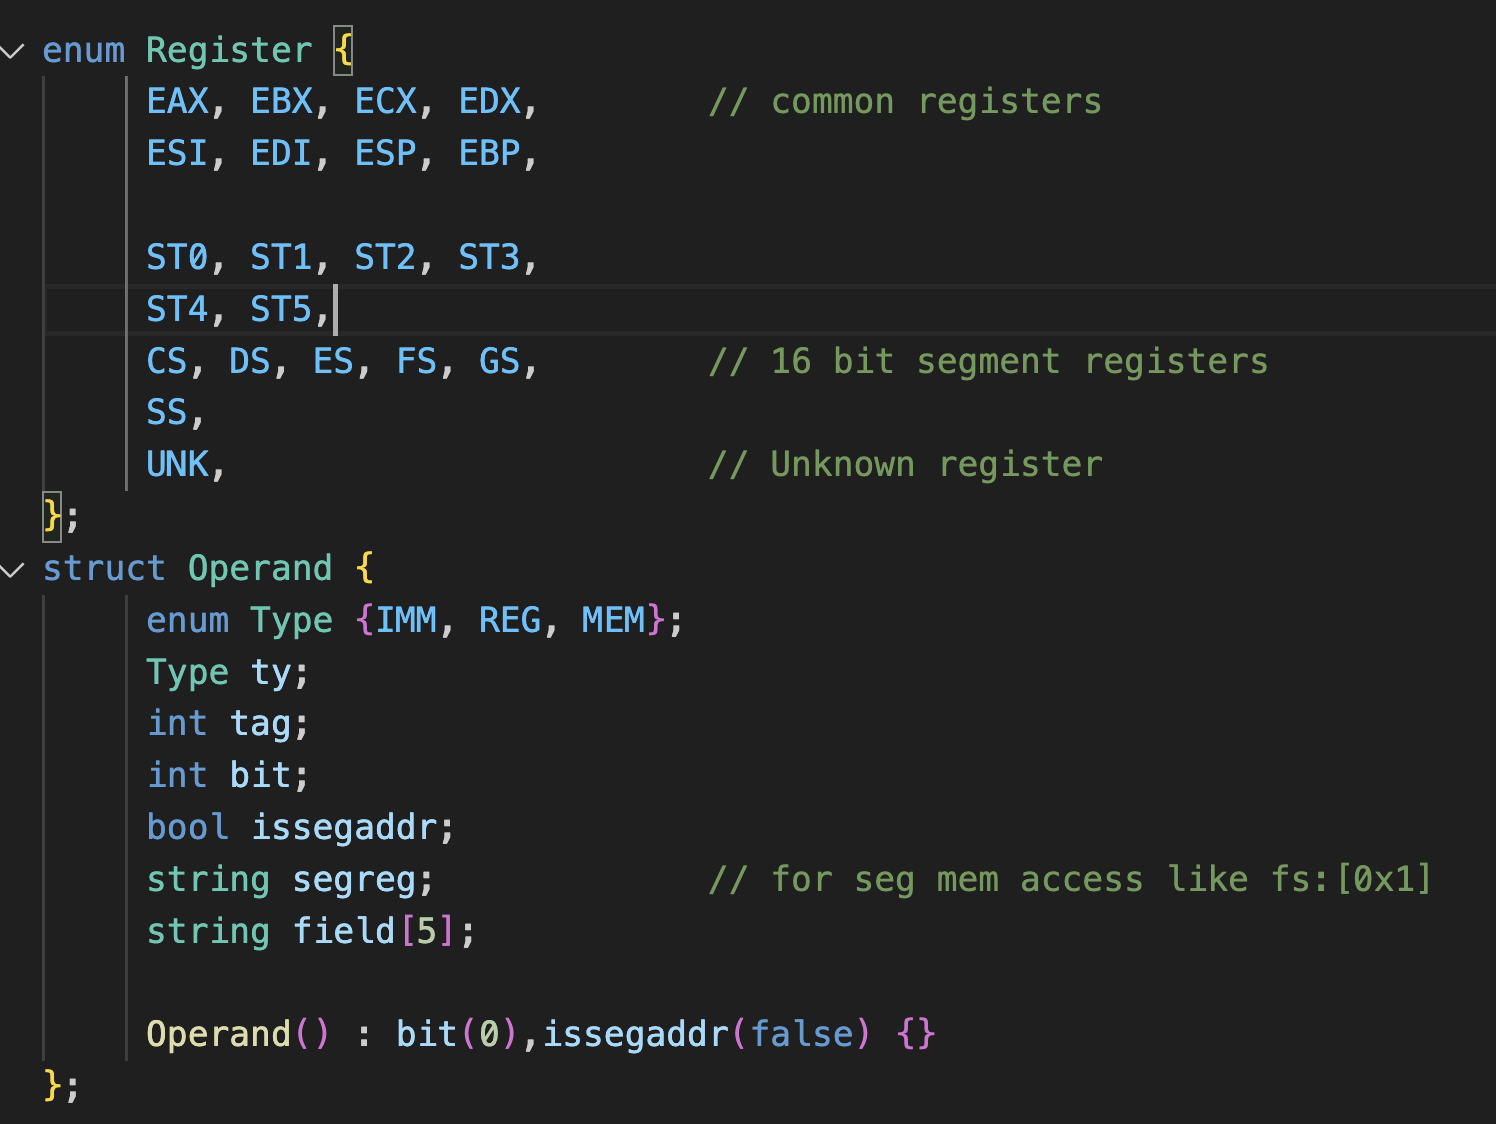 enum Register {
EAX, EBX, ECX, EDX, // common registers
ESI, EDI, ESP, EBP,
ST0, ST1, ST2, ST3,
ST4, ST5,
CS, DS, ES, FS, GS, // 16 bit segment registers
SS,
UNK, // Unknown register
};
struct Operand {
enum Type {IMM, REG, MEM};
Type ty;
int tag;
int bit;
bool issegaddr;
string segreg; // for seg mem access like fs:[0x1]
string field[5];
Operand() : bit(0),issegaddr(false) {}
};